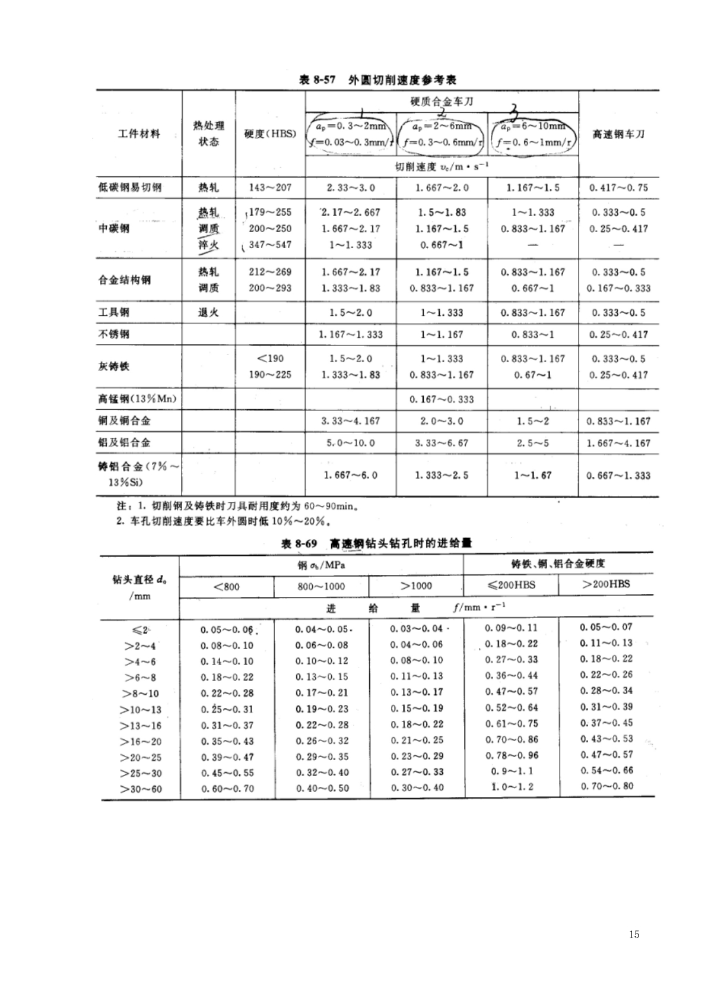 表 8-57 外圆切削速度参考表
工件材料 热处理状态 硬度(HBS) 硬质合金车刀 高速钢车刀
1 2 3
ap=0.3～2mm ap=2～6mm ap=6～10mm
f=0.03～0.3mm/r f=0.3～0.6mm/r f=0.6～1mm/r
切削速度 vc/m·s⁻¹
低碳钢易切钢 热轧 143～207 2.33～3.0 1.667～2.0 1.167～1.5 0.417～0.75
热轧 179～255 2.17～2.667 1.5～1.83 1～1.333 0.333～0.5
中碳钢 调质 200～250 1.667～2.17 1.167～1.5 0.833～1.167 0.25～0.417
淬火 347～547 1～1.333 0.667～1 — —
合金结构钢 热轧 212～269 1.667～2.17 1.167～1.5 0.833～1.167 0.333～0.5
调质 200～293 1.333～1.83 0.833～1.167 0.667～1 0.167～0.333
工具钢 退火 1.5～2.0 1～1.333 0.833～1.167 0.333～0.5
不锈钢 1.167～1.333 1～1.167 0.833～1 0.25～0.417
灰铸铁 <190 1.5～2.0 1～1.333 0.833～1.167 0.333～0.5
190～225 1.333～1.83 0.833～1.167 0.67～1 0.25～0.417
高锰钢(13%Mn) 0.167～0.333
铜及铜合金 3.33～4.167 2.0～3.0 1.5～2 0.833～1.167
铝及铝合金 5.0～10.0 3.33～6.67 2.5～5 1.667～4.167
铸铝合金(7%～
13%Si) 1.667～6.0 1.333～2.5 1～1.67 0.667～1.333
注：1. 切削钢及铸铁时刀具耐用度约为 60～90min。
2. 车孔切削速度要比车外圆时低 10%～20%。
表 8-69 高速钢钻头钻孔时的进给量
钻头直径 d₀ /mm 钢 σb/MPa 铸铁、铜、铝合金硬度
<800 800～1000 >1000 ≤200HBS >200HBS
进 给 量 f/mm·r⁻¹
≤2 0.05～0.06 0.04～0.05 0.03～0.04 0.09～0.11 0.05～0.07
>2～4 0.08～0.10 0.06～0.08 0.04～0.06 0.18～0.22 0.11～0.13
>4～6 0.14～0.10 0.10～0.12 0.08～0.10 0.27～0.33 0.18～0.22
>6～8 0.18～0.22 0.13～0.15 0.11～0.13 0.36～0.44 0.22～0.26
>8～10 0.22～0.28 0.17～0.21 0.13～0.17 0.47～0.57 0.28～0.34
>10～13 0.25～0.31 0.19～0.23 0.15～0.19 0.52～0.64 0.31～0.39
>13～16 0.31～0.37 0.22～0.28 0.18～0.22 0.61～0.75 0.37～0.45
>16～20 0.35～0.43 0.26～0.32 0.21～0.25 0.70～0.86 0.43～0.53
>20～25 0.39～0.47 0.29～0.35 0.23～0.29 0.78～0.96 0.47～0.57
>25～30 0.45～0.55 0.32～0.40 0.27～0.33 0.9～1.1 0.54～0.66
>30～60 0.60～0.70 0.40～0.50 0.30～0.40 1.0～1.2 0.70～0.80
15